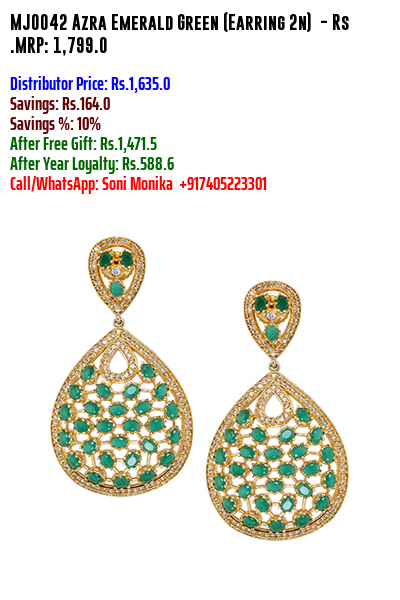 MJ0042 Azra Emerald Green (Earring 2n) - Rs
.MRP: 1,799.0
Distributor Price: Rs.1,635.0
Savings: Rs.164.0
Savings %: 10%
After Free Gift: Rs.1,471.5
After Year Loyalty: Rs.588.6
Call/WhatsApp: Soni Monika +917405223301